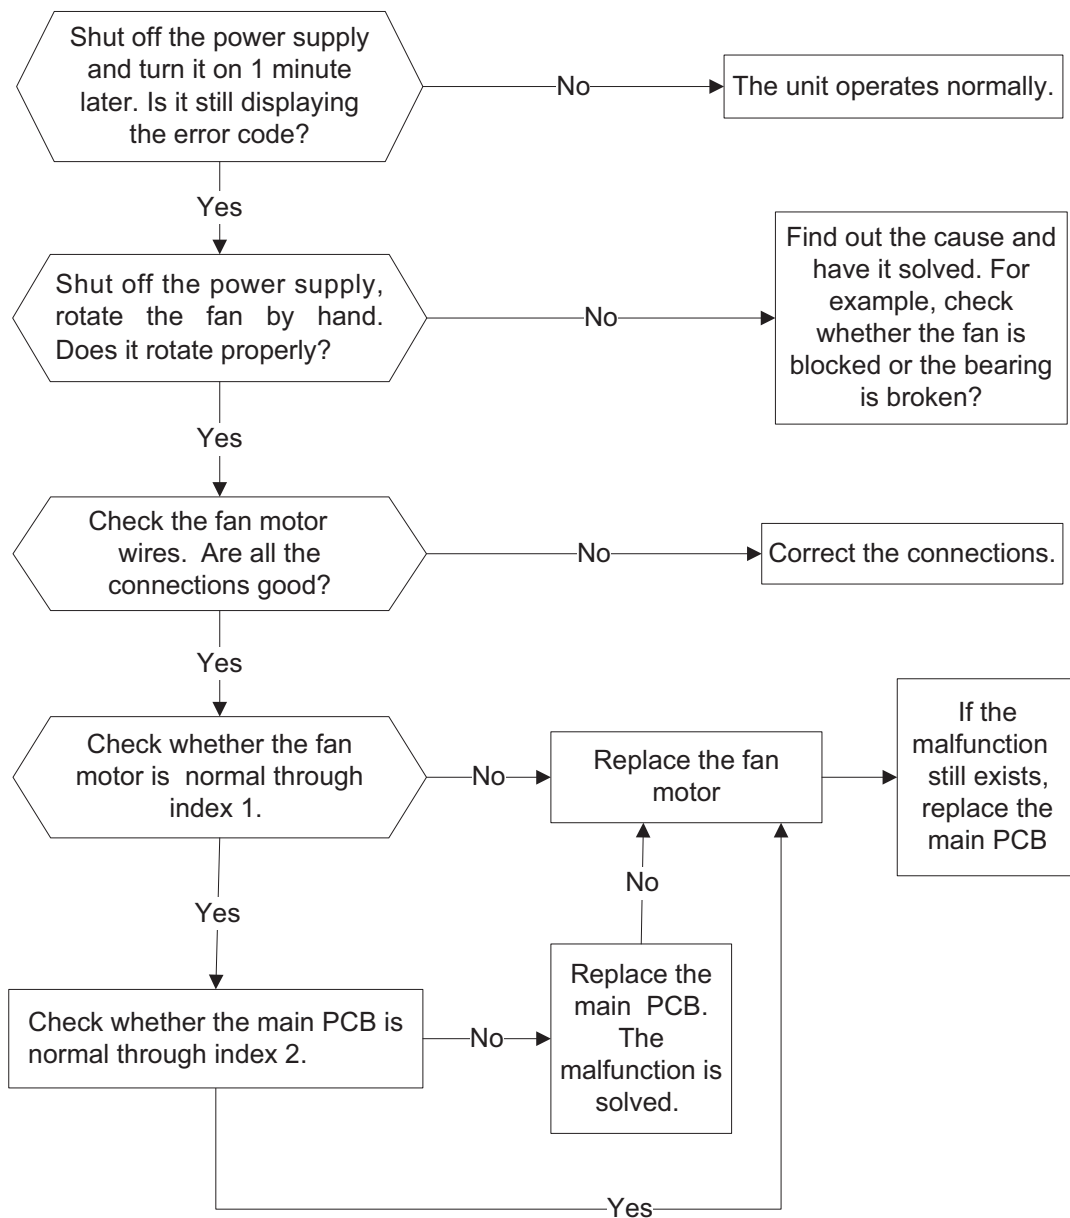 Shut off the power supply
and turn it on 1 minute
later. Is it still displaying
the error code?
No
The unit operates normally.
Yes
Shut off the power supply,
rotate the fan by hand.
Does it rotate properly?
No
Find out the cause and
have it solved. For
example, check
whether the fan is
blocked or the bearing
is broken?
Yes
Check the fan motor
wires. Are all the
connections good?
No
Correct the connections.
Yes
Check whether the fan
motor is normal through
index 1.
No
Replace the fan
motor
If the
malfunction
still exists,
replace the
main PCB
Yes
No
Check whether the main PCB is
normal through index 2.
No
Replace the
main PCB.
The
malfunction is
solved.
Yes